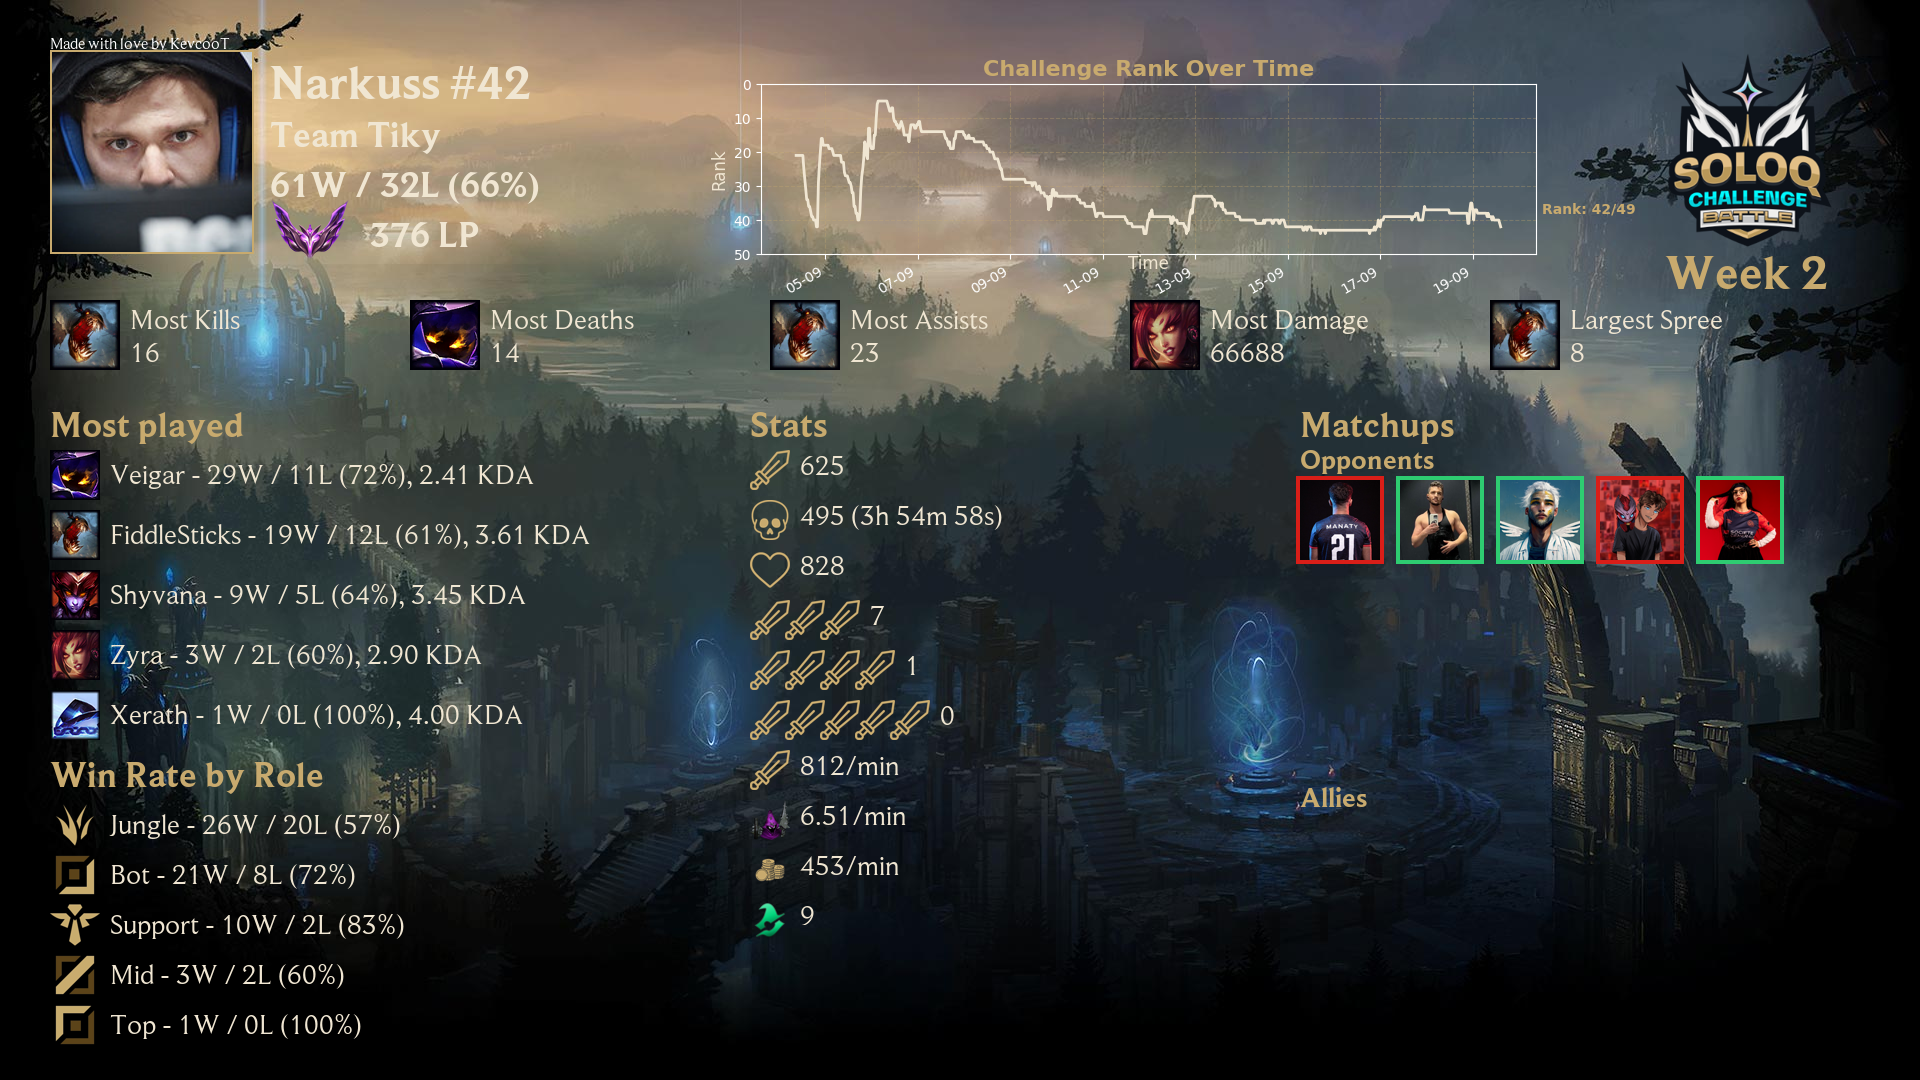 Made with love by KevcooT
Narkuss #42
Team Tiky
61W / 32L (66%)
376 LP
Challenge Rank Over Time
Rank
0
10
20
30
40
50
05-09
07-09
09-09
11-09
13-09
15-09
17-09
19-09
Time
Rank: 42/49
SOLOQ
CHALLENGE
BATTLE
Week 2
Most Kills
16
Most Deaths
14
Most Assists
23
Most Damage
66688
Largest Spree
8
Most played
Veigar - 29W / 11L (72%), 2.41 KDA
FiddleSticks - 19W / 12L (61%), 3.61 KDA
Shyvana - 9W / 5L (64%), 3.45 KDA
Zyra - 3W / 2L (60%), 2.90 KDA
Xerath - 1W / 0L (100%), 4.00 KDA
Win Rate by Role
Jungle - 26W / 20L (57%)
Bot - 21W / 8L (72%)
Support - 10W / 2L (83%)
Mid - 3W / 2L (60%)
Top - 1W / 0L (100%)
Stats
625
495 (3h 54m 58s)
828
7
1
0
812/min
6.51/min
453/min
9
Matchups
Opponents
MANATY
21
Allies